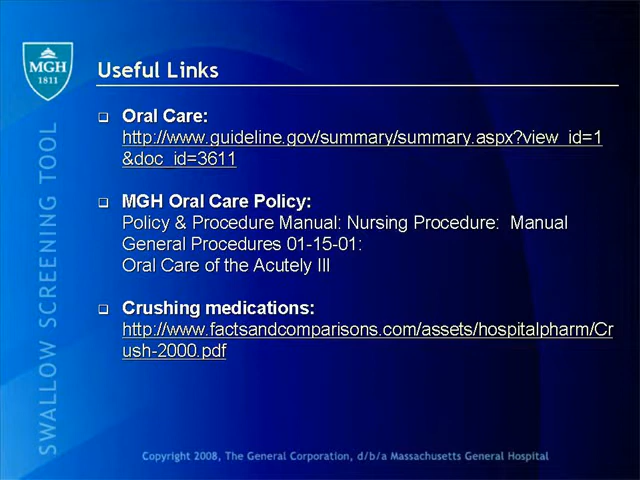 MGH
1811
Useful Links
SWALLOW SCREENING TOOL
Oral Care:
http://www.guideline.gov/summary/summary.aspx?view_id=1
&doc_id=3611
MGH Oral Care Policy:
Policy & Procedure Manual: Nursing Procedure: Manual
General Procedures 01-15-01:
Oral Care of the Acutely Ill
Crushing medications:
http://www.factsandcomparisons.com/assets/hospitalpharm/Cr
ush-2000.pdf
Copyright 2008, The General Corporation, d/b/a Massachusetts General Hospital